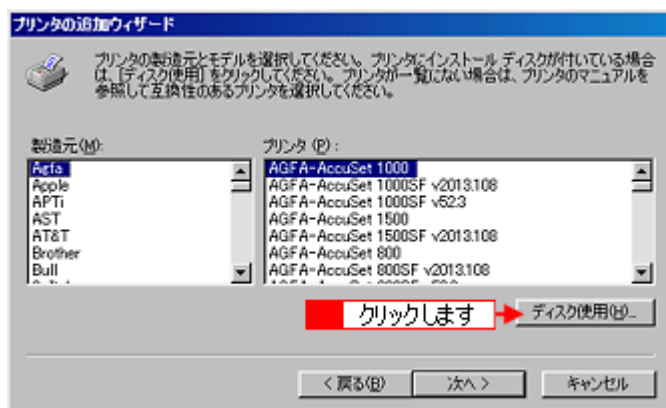 プリンタの追加ウィザード
プリンタの製造元とモデルを選択してください。プリンタにインストール ディスクが付いている場合
は、[ディスク使用] をクリックしてください。プリンタが一覧にない場合は、プリンタのマニュアルを
参照して互換性のあるプリンタを選択してください。
製造元(M):
プリンタ(P):
Agfa
Apple
APTi
AST
AT&T
Brother
Bull
AGFA-AccuSet 1000
AGFA-AccuSet 1000SF v2013.108
AGFA-AccuSet 1000SF v52.3
AGFA-AccuSet 1500
AGFA-AccuSet 1500SF v2013.108
AGFA-AccuSet 800
AGFA-AccuSet 800SF v2013.108
クリックします
ディスク使用(H)...
< 戻る(B)
次へ >
キャンセル